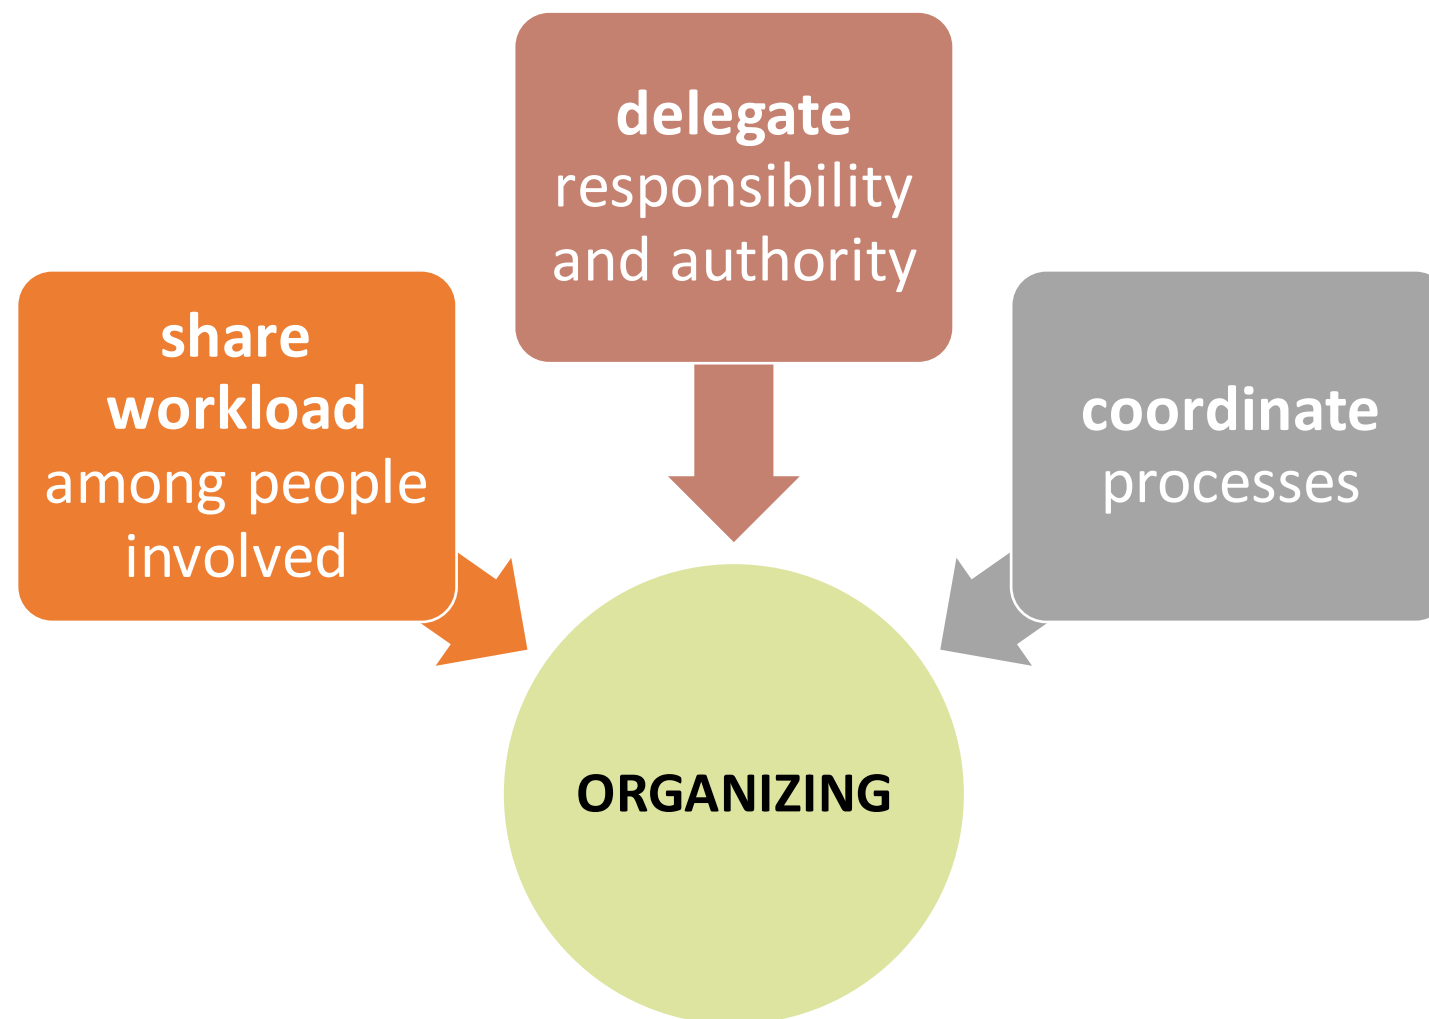 delegate
responsibility
and authority
share
workload
among people
involved
coordinate
processes
ORGANIZING